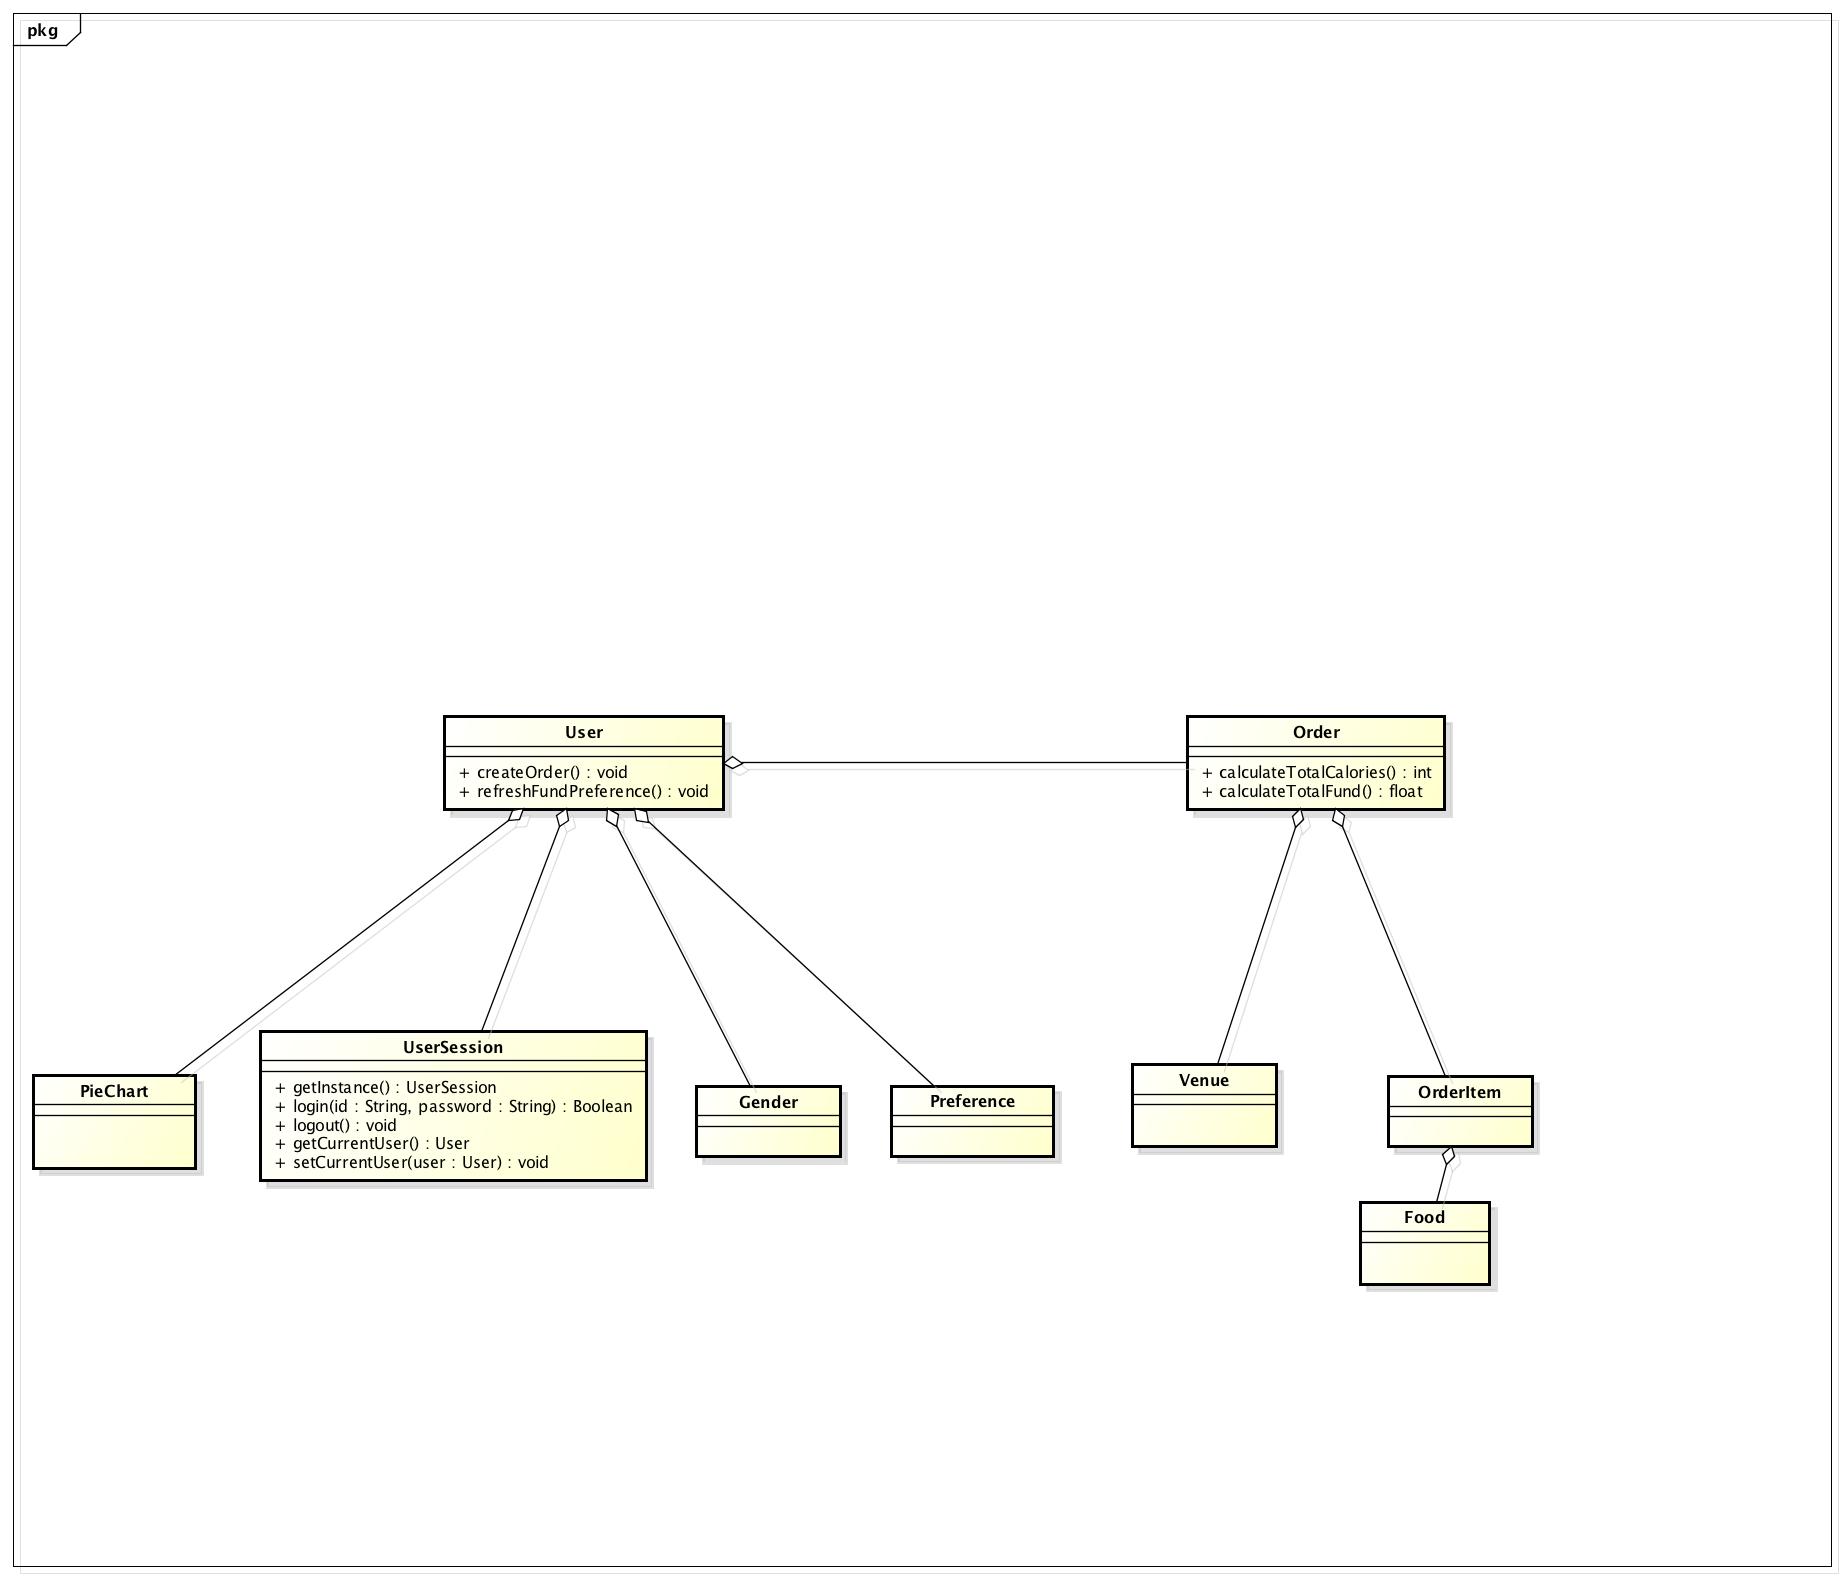 pkg
User
+ createOrder() : void
+ refreshFundPreference() : void
Order
+ calculateTotalCalories() : int
+ calculateTotalFund() : float
PieChart
UserSession
+ getInstance() : UserSession
+ login(id : String, password : String) : Boolean
+ logout() : void
+ getCurrentUser() : User
+ setCurrentUser(user : User) : void
Gender
Preference
Venue
OrderItem
Food